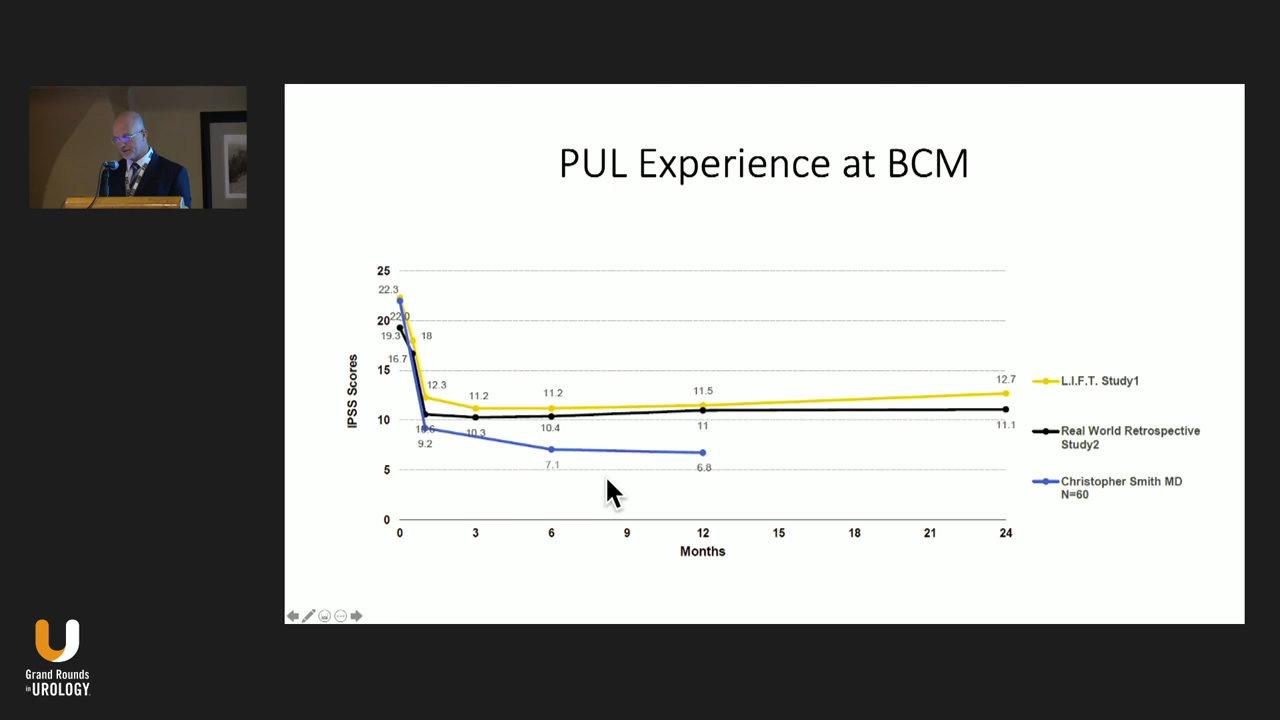 PUL Experience at BCM
25
22.3
22.0
20
19.3
18
16.7
15
12.3
11.2
11.2
11.5
12.7
IPSS Scores
10
10.6
10.3
10.4
11
11.1
9.2
7.1
6.8
5
0
0 3 6 9 12 15 18 21 24
Months
L.I.F.T. Study1
Real World Retrospective
Study2
Christopher Smith MD
N=60
Grand Rounds
in UROLOGY